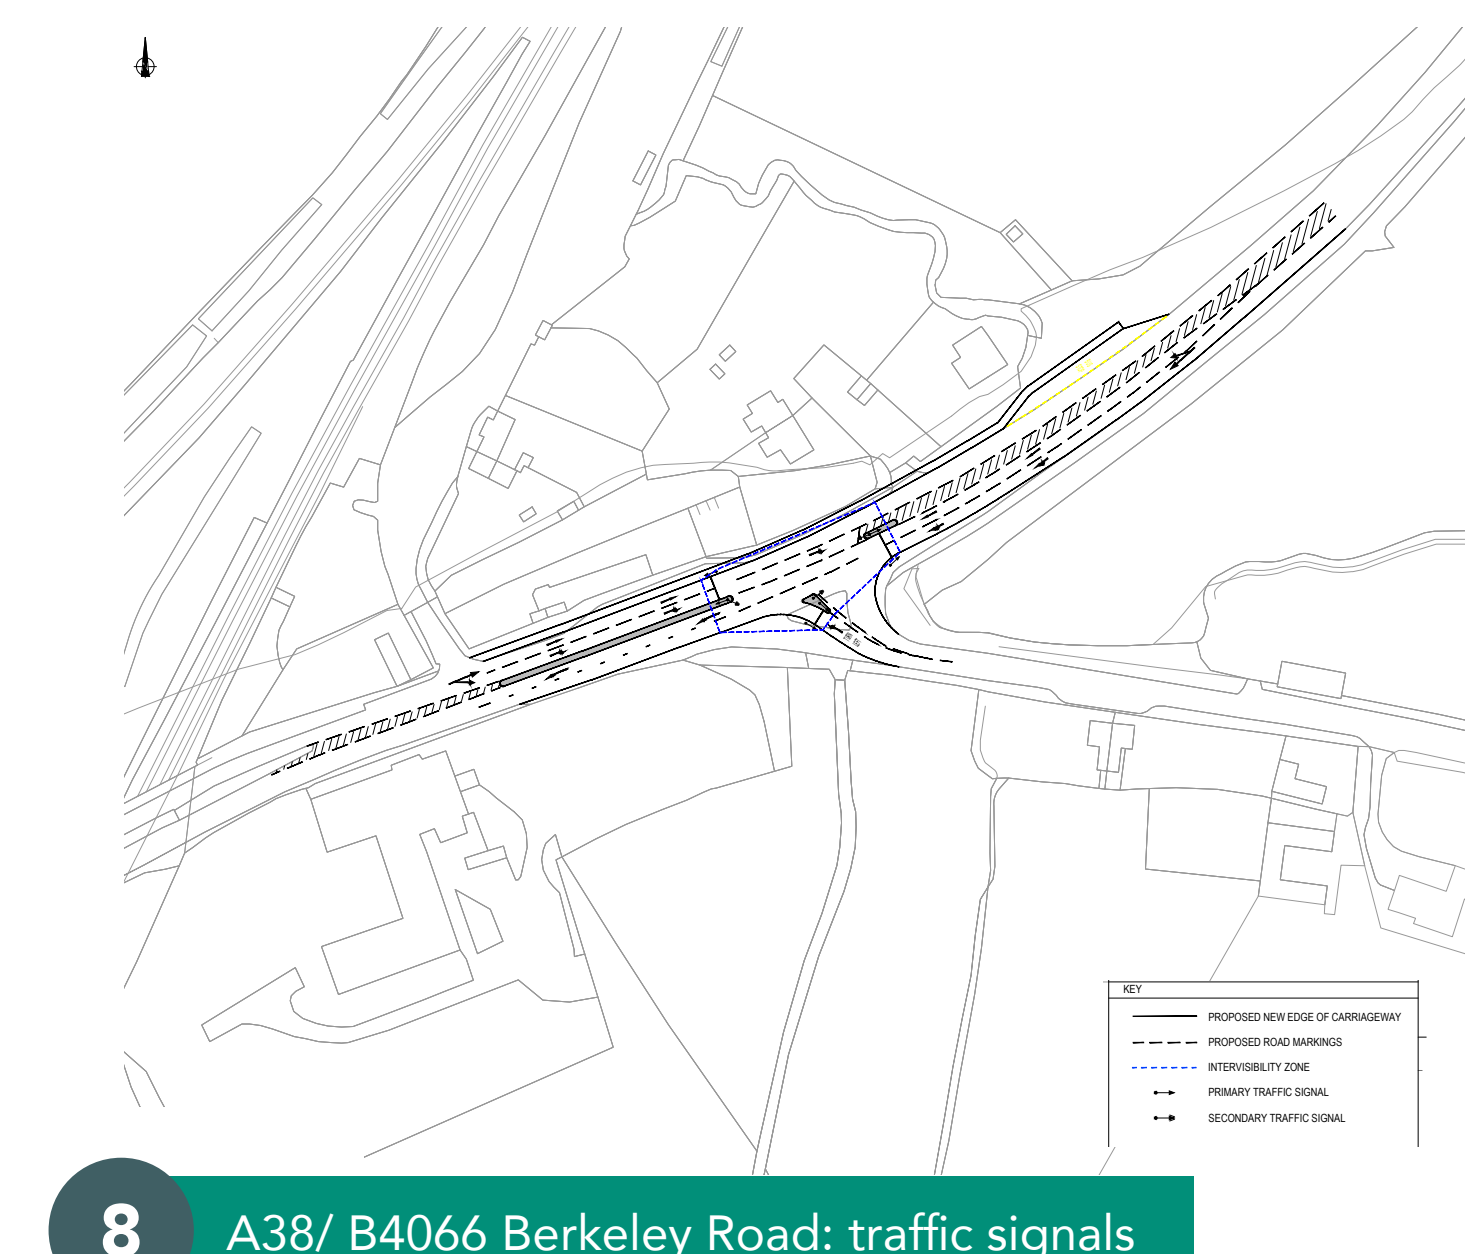 KEY
PROPOSED NEW EDGE OF CARRIAGEWAY
PROPOSED ROAD MARKINGS
INTERVISIBILITY ZONE
PRIMARY TRAFFIC SIGNAL
SECONDARY TRAFFIC SIGNAL
8
A38/ B4066 Berkeley Road: traffic signals